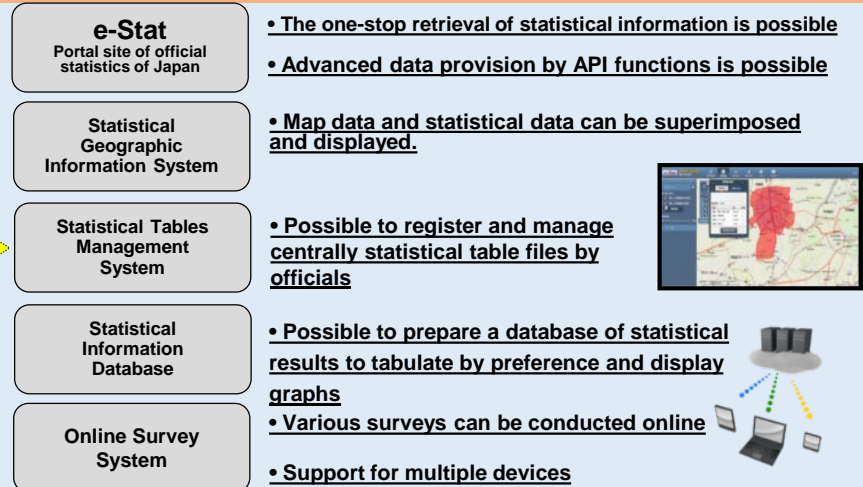 e-Stat
Portal site of official
statistics of Japan
• The one-stop retrieval of statistical information is possible
• Advanced data provision by API functions is possible
Statistical
Geographic
Information System
• Map data and statistical data can be superimposed
and displayed.
Statistical Tables
Management
System
• Possible to register and manage
centrally statistical table files by
officials
Statistical
Information
Database
• Possible to prepare a database of statistical
results to tabulate by preference and display
graphs
Online Survey
System
• Various surveys can be conducted online
• Support for multiple devices